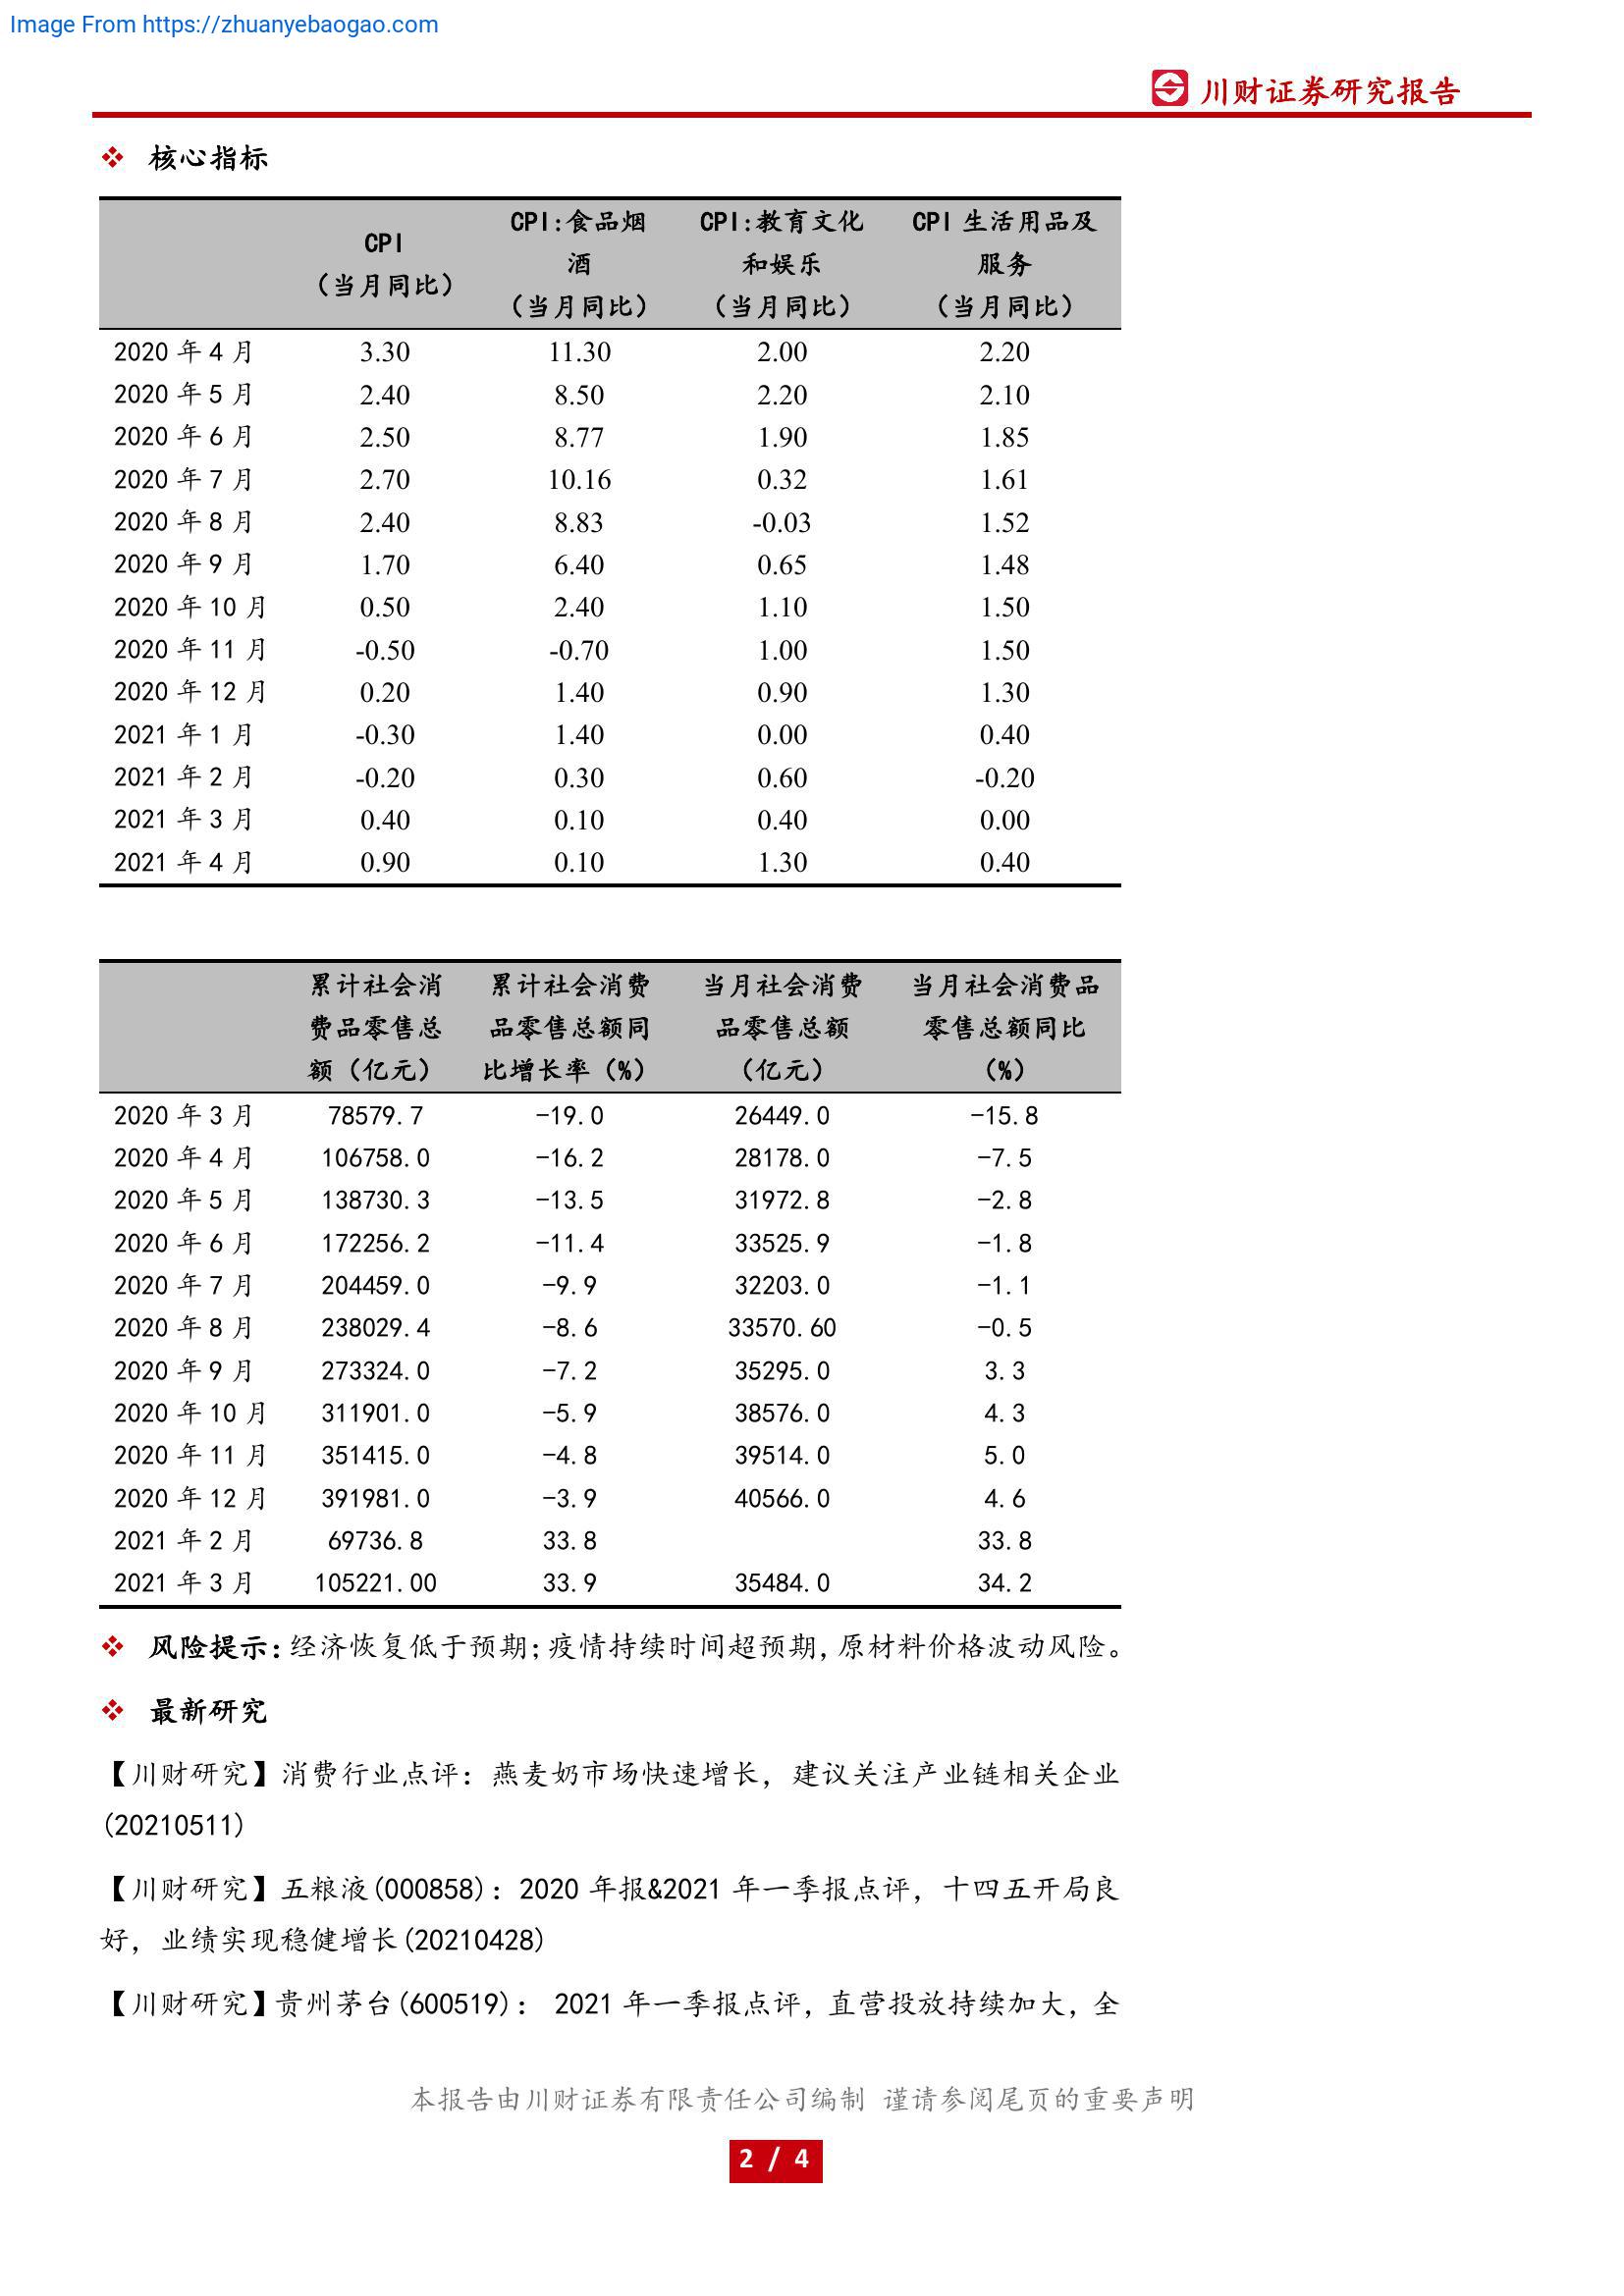 Image From https://zhuanyebaogao.com
川财证券研究报告
核心指标
CPI
（当月同比）
CPI:食品烟
酒
（当月同比）
CPI:教育文化
和娱乐
（当月同比）
CPI 生活用品及
服务
（当月同比）
2020 年 4 月 3.30 11.30 2.00 2.20
2020 年 5 月 2.40 8.50 2.20 2.10
2020 年 6 月 2.50 8.77 1.90 1.85
2020 年 7 月 2.70 10.16 0.32 1.61
2020 年 8 月 2.40 8.83 -0.03 1.52
2020 年 9 月 1.70 6.40 0.65 1.48
2020 年 10 月 0.50 2.40 1.10 1.50
2020 年 11 月 -0.50 -0.70 1.00 1.50
2020 年 12 月 0.20 1.40 0.90 1.30
2021 年 1 月 -0.30 1.40 0.00 0.40
2021 年 2 月 -0.20 0.30 0.60 -0.20
2021 年 3 月 0.40 0.10 0.40 0.00
2021 年 4 月 0.90 0.10 1.30 0.40
累计社会消
费品零售总
额（亿元）
累计社会消费
品零售总额同
比增长率（%）
当月社会消费
品零售总额
（亿元）
当月社会消费品
零售总额同比
（%）
2020 年 3 月 78579.7 -19.0 26449.0 -15.8
2020 年 4 月 106758.0 -16.2 28178.0 -7.5
2020 年 5 月 138730.3 -13.5 31972.8 -2.8
2020 年 6 月 172256.2 -11.4 33525.9 -1.8
2020 年 7 月 204459.0 -9.9 32203.0 -1.1
2020 年 8 月 238029.4 -8.6 33570.60 -0.5
2020 年 9 月 273324.0 -7.2 35295.0 3.3
2020 年 10 月 311901.0 -5.9 38576.0 4.3
2020 年 11 月 351415.0 -4.8 39514.0 5.0
2020 年 12 月 391981.0 -3.9 40566.0 4.6
2021 年 2 月 69736.8 33.8 33.8
2021 年 3 月 105221.00 33.9 35484.0 34.2
风险提示：经济恢复低于预期；疫情持续时间超预期，原材料价格波动风险。
最新研究
【川财研究】消费行业点评：燕麦奶市场快速增长，建议关注产业链相关企业
(20210511)
【川财研究】五粮液(000858)：2020 年报&2021 年一季报点评，十四五开局良
好，业绩实现稳健增长(20210428)
【川财研究】贵州茅台(600519)： 2021 年一季报点评，直营投放持续加大，全
本报告由川财证券有限责任公司编制 谨请参阅尾页的重要声明
2 / 4